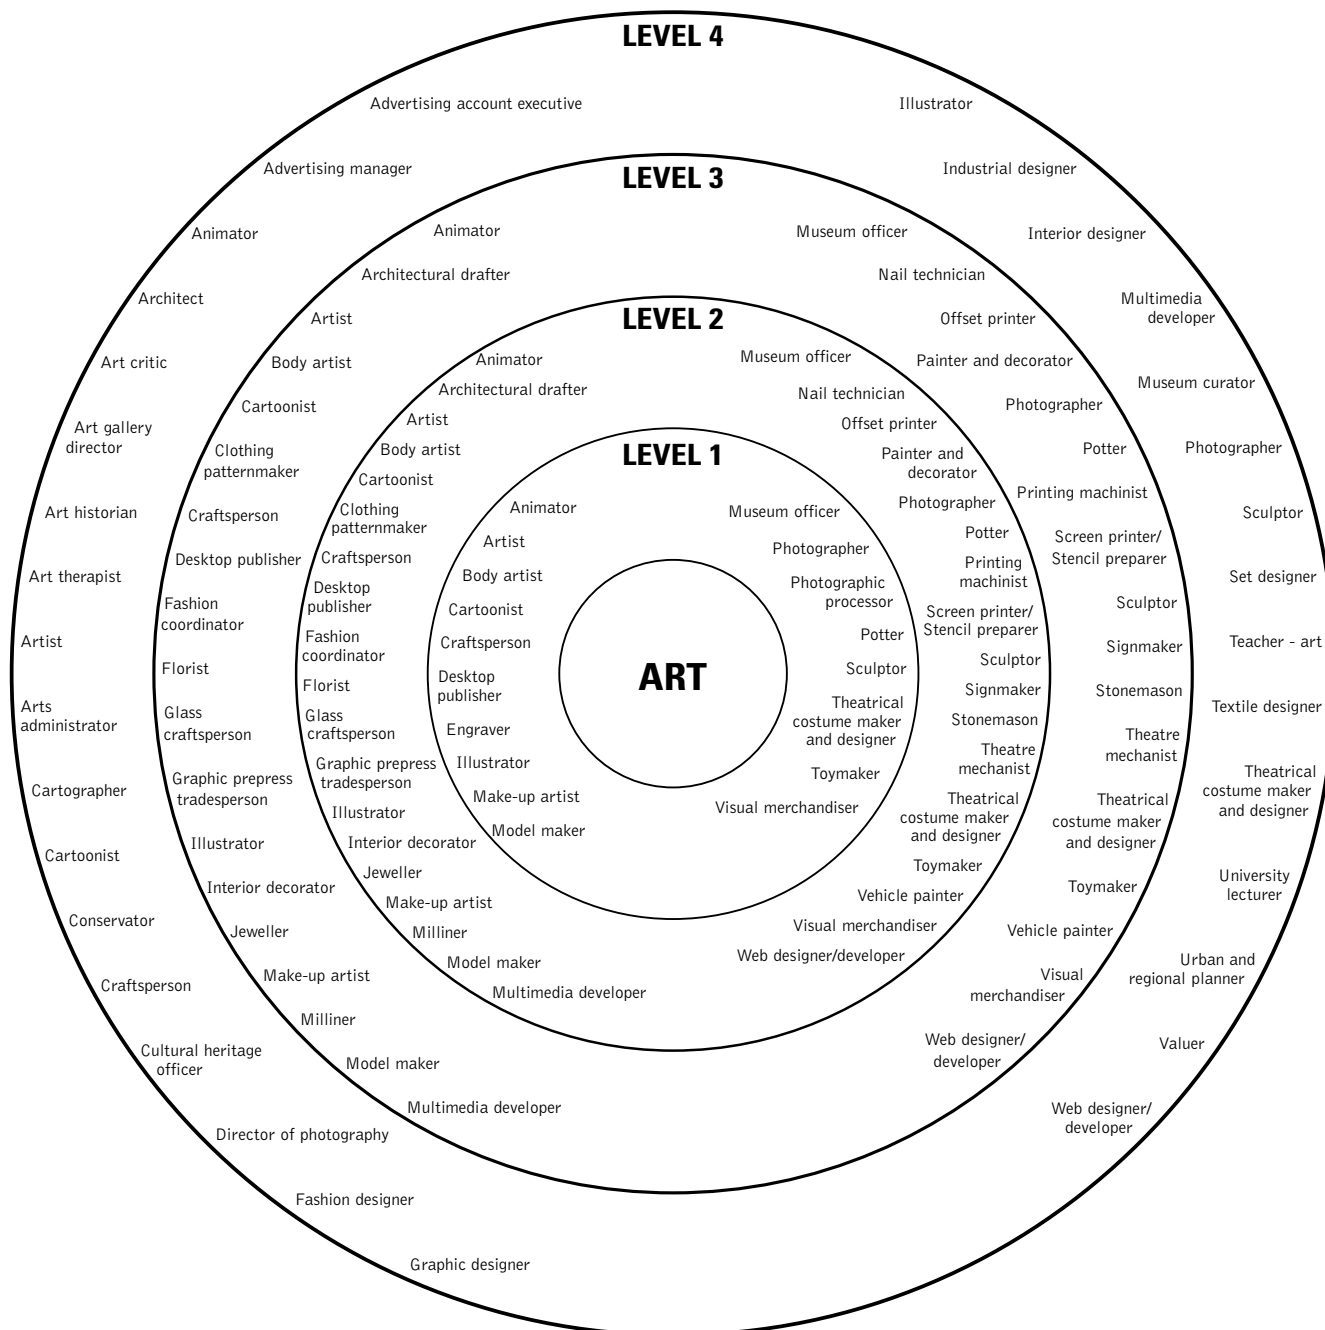 LEVEL 4
Advertising account executive
Advertising manager
Animator
Architect
Art critic
Art gallery
director
Art historian
Art therapist
Artist
Arts
administrator
Cartographer
Cartoonist
Conservator
Craftsperson
Cultural heritage
officer
Director of photography
Fashion designer
Graphic designer
Illustrator
Industrial designer
Interior designer
Multimedia
developer
Museum curator
Photographer
Sculptor
Set designer
Teacher - art
Textile designer
Theatrical
costume maker
and designer
University
lecturer
Urban and
regional planner
Valuer
Web designer/
developer
LEVEL 3
Animator
Architectural drafter
Artist
Body artist
Cartoonist
Clothing
patternmaker
Craftsperson
Desktop publisher
Fashion
coordinator
Florist
Glass
craftsperson
Graphic prepress
tradesperson
Illustrator
Interior decorator
Jeweller
Make-up artist
Milliner
Model maker
Multimedia developer
Museum officer
Nail technician
Offset printer
Painter and decorator
Photographer
Potter
Printing machinist
Screen printer/
Stencil preparer
Sculptor
Signmaker
Stonemason
Theatre
mechanist
Theatrical
costume maker
and designer
Toymaker
Vehicle painter
Visual
merchandiser
Web designer/
developer
LEVEL 2
Animator
Architectural drafter
Artist
Body artist
Cartoonist
Clothing
patternmaker
Craftsperson
Desktop
publisher
Fashion
coordinator
Florist
Glass
craftsperson
Graphic prepress
tradesperson
Illustrator
Interior decorator
Jeweller
Make-up artist
Milliner
Model maker
Multimedia developer
Museum officer
Nail technician
Offset printer
Painter and
decorator
Photographer
Potter
Printing
machinist
Screen printer/
Stencil preparer
Sculptor
Signmaker
Stonemason
Theatre
mechanist
Theatrical
costume maker
and designer
Toymaker
Vehicle painter
Visual merchandiser
Web designer/developer
LEVEL 1
Animator
Artist
Body artist
Cartoonist
Craftsperson
Desktop
publisher
Engraver
Illustrator
Make-up artist
Model maker
Museum officer
Photographer
Photographic
processor
Potter
Sculptor
Theatrical
costume maker
and designer
Toymaker
Visual merchandiser
ART